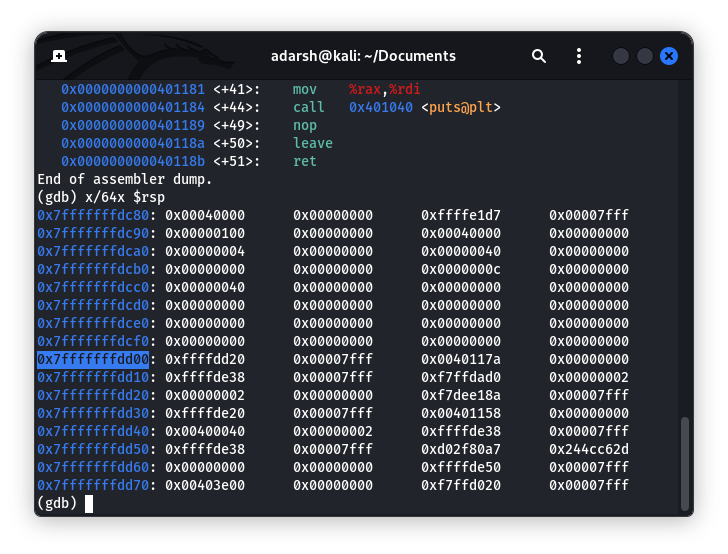 adarsh@kali: ~/Documents
0x0000000000401181 <+41>: mov %rax,%rdi
0x0000000000401184 <+44>: call 0x401040 <puts@plt>
0x0000000000401189 <+49>: nop
0x000000000040118a <+50>: leave
0x000000000040118b <+51>: ret
End of assembler dump.
(gdb) x/64x $rsp
0x7fffffffdc80: 0x00040000 0x00000000 0xffffe1d7 0x00007fff
0x7fffffffdc90: 0x00000100 0x00000000 0x00040000 0x00000000
0x7fffffffdca0: 0x00000004 0x00000000 0x00000040 0x00000000
0x7fffffffdcb0: 0x00000000 0x00000000 0x0000000c 0x00000000
0x7fffffffdcc0: 0x00000040 0x00000000 0x00000000 0x00000000
0x7fffffffdcd0: 0x00000000 0x00000000 0x00000000 0x00000000
0x7fffffffdce0: 0x00000000 0x00000000 0x00000000 0x00000000
0x7fffffffdcf0: 0x00000000 0x00000000 0x00000000 0x00000000
0x7fffffffdd00: 0xffffdd20 0x00007fff 0x0040117a 0x00000000
0x7fffffffdd10: 0xffffde38 0x00007fff 0xf7ffdad0 0x00000002
0x7fffffffdd20: 0x00000002 0x00000000 0xf7dee18a 0x00007fff
0x7fffffffdd30: 0xffffde20 0x00007fff 0x00401158 0x00000000
0x7fffffffdd40: 0x00400040 0x00000002 0xffffde38 0x00007fff
0x7fffffffdd50: 0xffffde38 0x00007fff 0xd02f80a7 0x244cc62d
0x7fffffffdd60: 0x00000000 0x00000000 0xffffde50 0x00007fff
0x7fffffffdd70: 0x00403e00 0x00000000 0xf7ffd020 0x00007fff
(gdb)